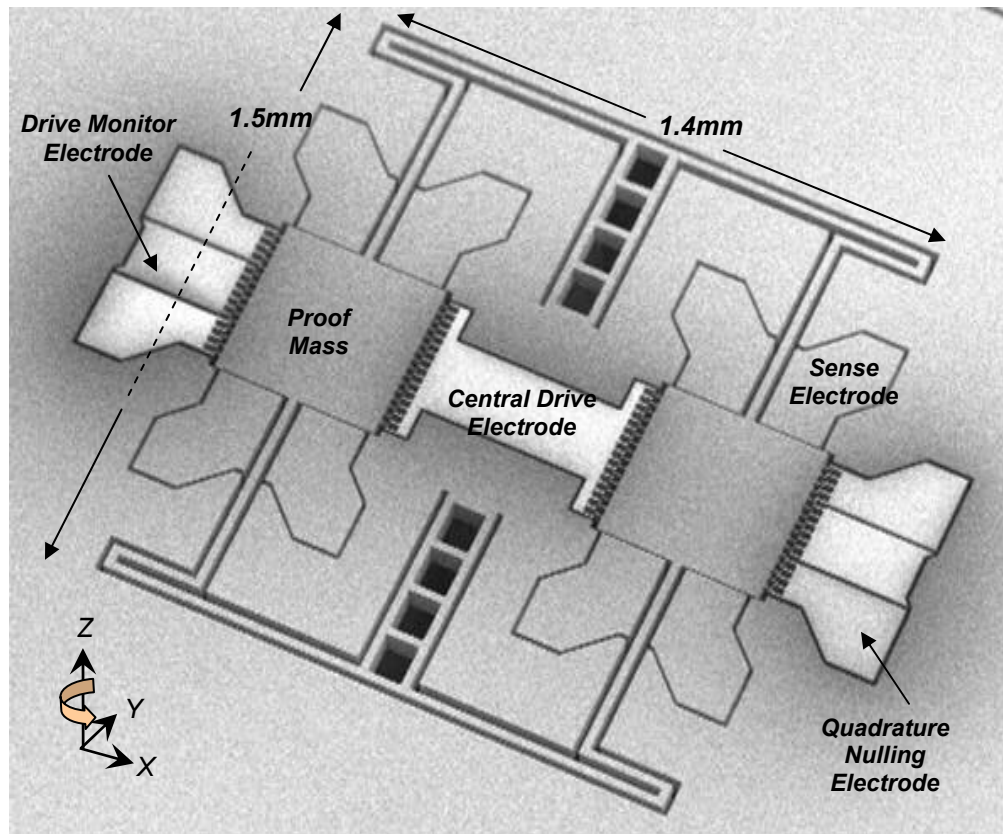 1.5mm
1.4mm
Drive Monitor
Electrode
Proof
Mass
Sense
Electrode
Central Drive
Electrode
Z
Y
X
Quadrature
Nulling
Electrode